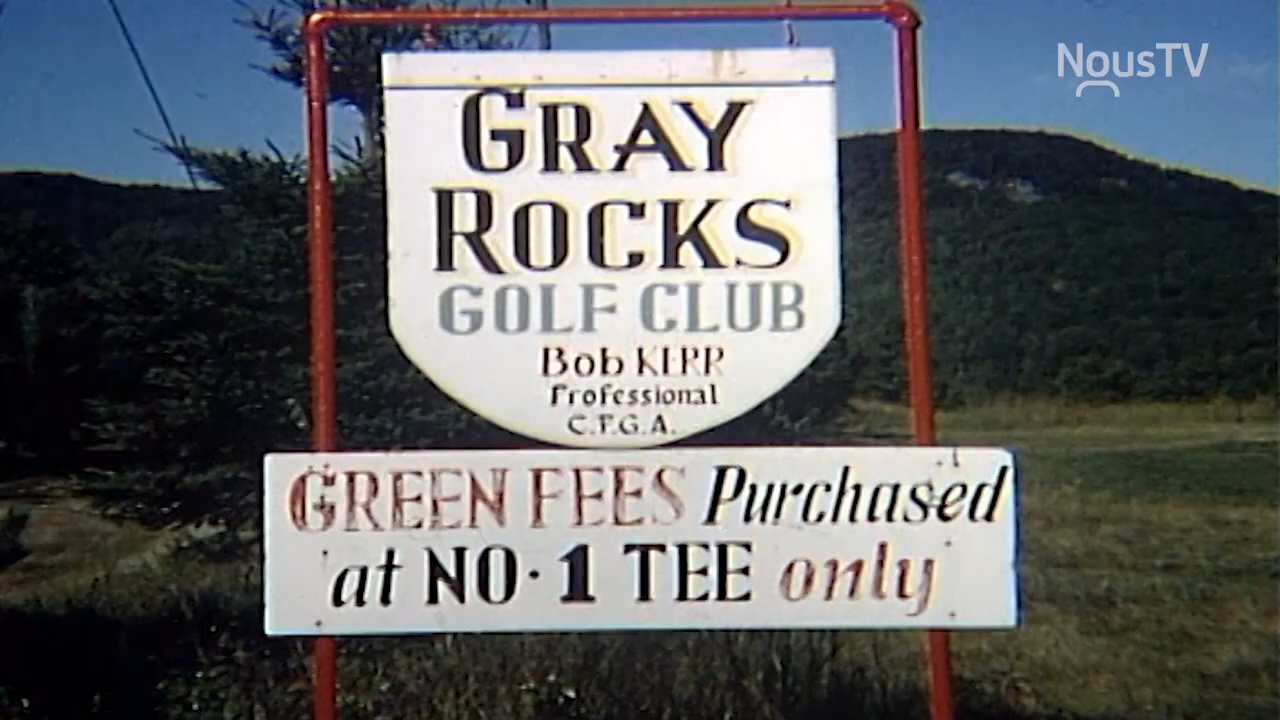 NousTV
GRAY
ROCKS
GOLF CLUB
Bob KERR
Professional
C.P.G.A.
GREEN FEES Purchased
at NO·1 TEE only